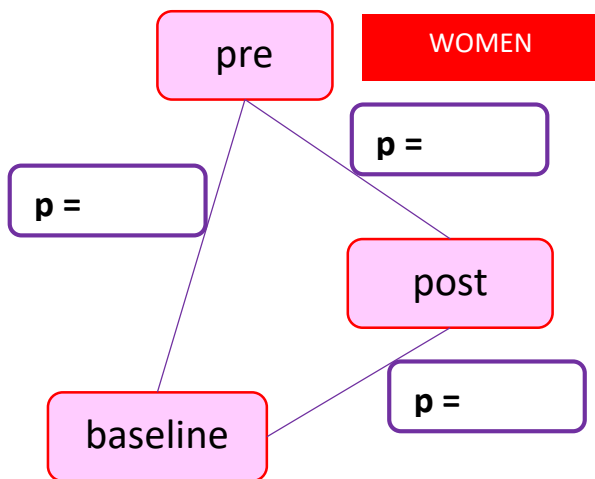 pre
WOMEN
p =
p =
post
p =
baseline